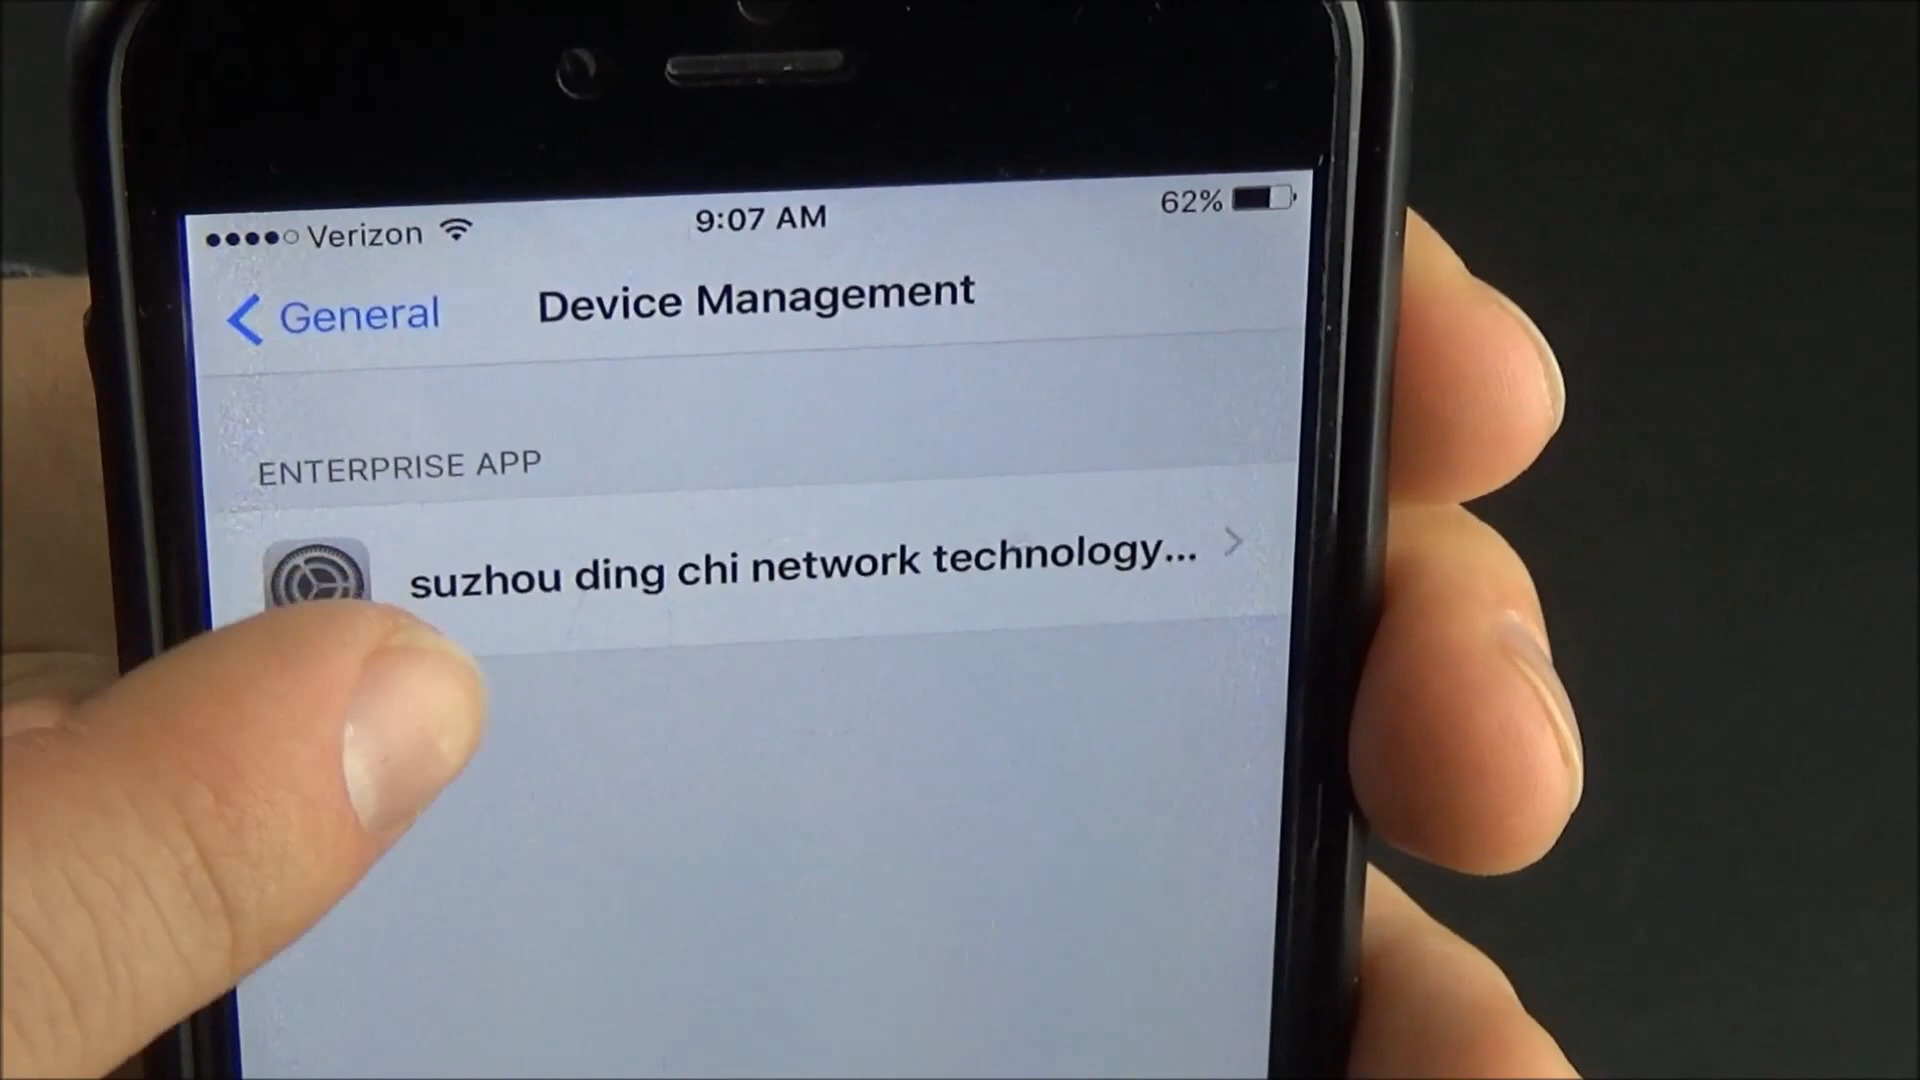 Verizon
9:07 AM
62%
General
Device Management
ENTERPRISE APP
suzhou ding chi network technology...